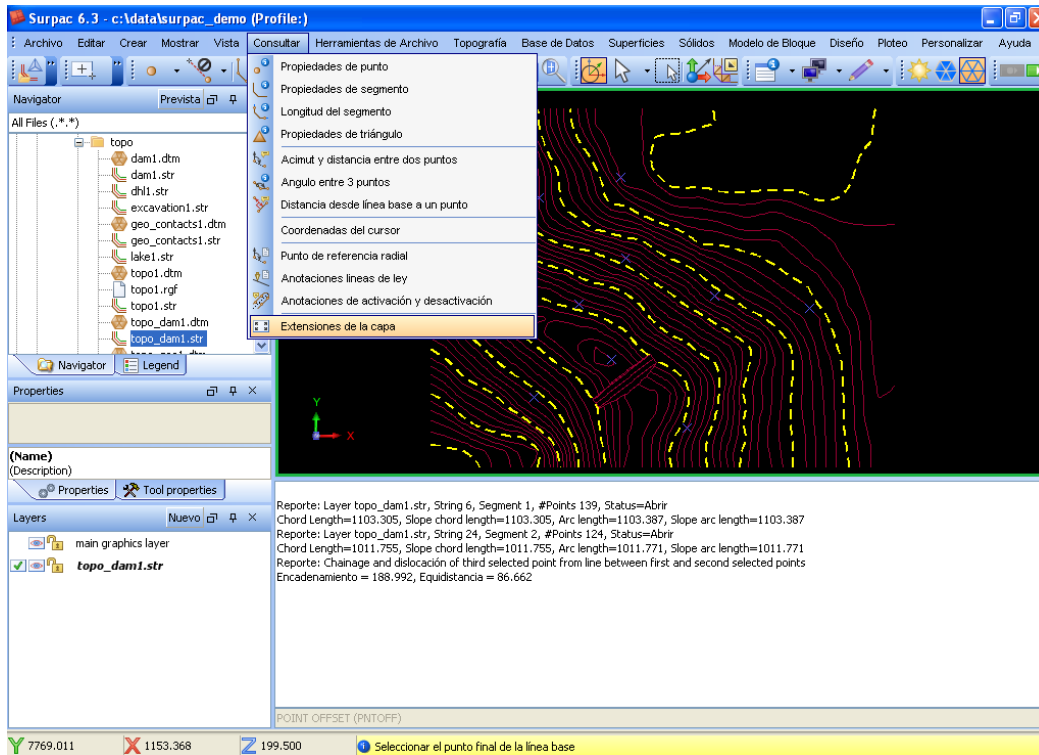 Surpac 6.3 - c:\data\surpac_demo (Profile:)
Archivo Editar Crear Mostrar Vista Consultar Herramientas de Archivo Topografía Base de Datos Superficies Sólidos Modelo de Bloque Diseño Ploteo Personalizar Ayuda
Navigator Prevista
All Files (*.*)
topo
dam1.dtm
dam1.str
dhl1.str
excavation1.str
geo_contacts1.dtm
geo_contacts1.str
lake1.str
topo1.dtm
topo1.rgf
topo1.str
topo_dam1.dtm
topo_dam1.str
Navigator Legend
Propiedades de punto
Propiedades de segmento
Longitud del segmento
Propiedades de triángulo
Acimut y distancia entre dos puntos
Angulo entre 3 puntos
Distancia desde línea base a un punto
Coordenadas del cursor
Punto de referencia radial
Anotaciones lineas de ley
Anotaciones de activación y desactivación
Extensiones de la capa
Y
X
Properties
(Name)
(Description)
Properties Tool properties
Layers Nuevo
main graphics layer
topo_dam1.str
Reporte: Layer topo_dam1.str, String 6, Segment 1, #Points 139, Status=Abrir
Chord Length=1103.305, Slope chord length=1103.305, Arc length=1103.387, Slope arc length=1103.387
Reporte: Layer topo_dam1.str, String 24, Segment 2, #Points 124, Status=Abrir
Chord Length=1011.755, Slope chord length=1011.755, Arc length=1011.771, Slope arc length=1011.771
Reporte: Chainage and dislocación of third selected point from line between first and second selected points
Encadenamiento = 188.992, Equidistancia = 86.662
POINT OFFSET (PNTOFF)
Y 7769.011 X 1153.368 Z 199.500 Seleccionar el punto final de la línea base